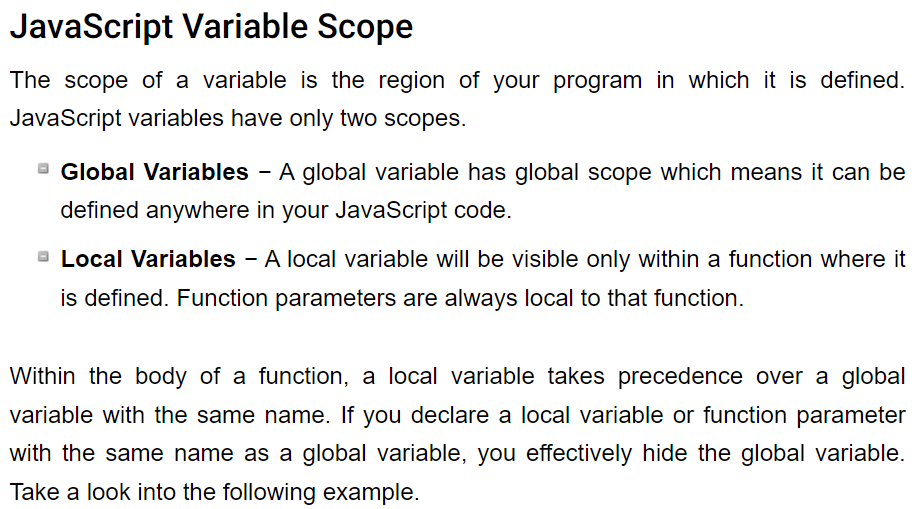 JavaScript Variable Scope
The scope of a variable is the region of your program in which it is defined.
JavaScript variables have only two scopes.
Global Variables − A global variable has global scope which means it can be
defined anywhere in your JavaScript code.
Local Variables − A local variable will be visible only within a function where it
is defined. Function parameters are always local to that function.
Within the body of a function, a local variable takes precedence over a global
variable with the same name. If you declare a local variable or function parameter
with the same name as a global variable, you effectively hide the global variable.
Take a look into the following example.